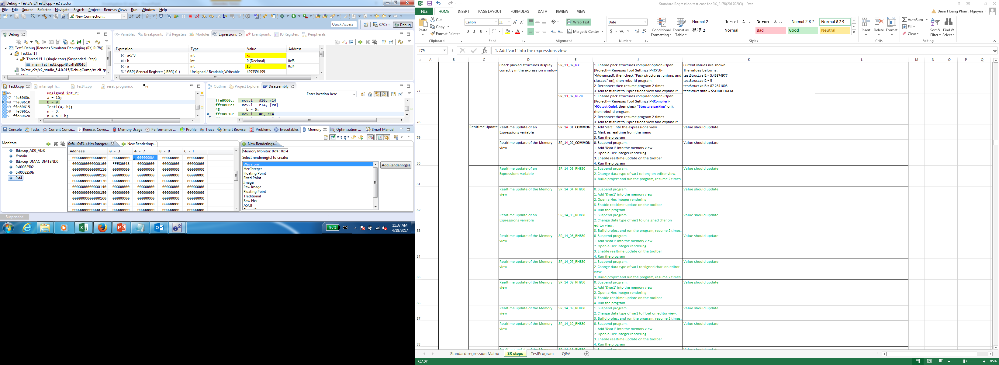 Debug - Test3/src/Test3.cpp - e2 studio
File Edit Source Refactor Navigate Search Project Renesas Views Run Window Help
New Connection...
Quick Access
C/C++
Debug
Debug
Test3 Debug [Renesas Simulator Debugging (RX, RL78)]
Test3.x [1]
Thread #1 1 (single core) (Suspended : Step)
main() at Test3.cpp:48 0xffe80610
D:/exe_e2s/e2_studio_5.4.0.015/DebugComp/rx-elf-gd
(x)= Variables Breakpoints Registers Modules Expressions Eventpoints IO Registers Peripherals
Expression Type Value Address
(x)= a-5*3 int -5
(x)= b int 0 (Decimal) 0xf8
(x)= a int 10 0xf4
GRP( General Registers ).REG( r1 ) Unsigned / Readable,Writeable 4293394499
Test3.cpp interrupt_h... Test4.cpp reset_program.c »19
46 unsigned int c;
47 ffe8060c a = 10;
48 ffe80610 b = 0;
49 ffe80615 Test1(a, b);
50 ffe8061c n = 3;
51 ffe80628 n = a + b;
Outline Project Explorer Disassembly
Enter location here
ffe8060c: mov.l #10, r14
ffe8060e: mov.l r14, [r0]
48 b = 0;
ffe80610: mov.l #0, r14
Console Tasks Current Consu... Renesas Cover... Memory Usage Performance ... Profile Trace Smart Browser Problems Executables Memory Optimization ... Smart Manual
Monitors
&Excep_AD0_ADI0
&main
&Excep_DMAC_DMTEND0
0x00082502
0x0008250b
0xf4
0xf4 : 0xF4 <Hex Integer> New Renderings...
Address 0 - 3 4 - 7 8 - B C - F
00000000000000F0 00000000 0000000A 00000000 00000000
0000000000000100 FFE80048 00000000 00000000 00000000
0000000000000110 00000000 00000000 00000000 00000000
0000000000000120 00000000 00000000 00000000 00000000
0000000000000130 00000000 00000000 00000000 00000000
0000000000000140 00000000 00000000 00000000 00000000
0000000000000150 00000000 00000000 00000000 00000000
0000000000000160 00000000 00000000 00000000 00000000
0000000000000170 00000000 00000000 00000000 00000000
0000000000000180 00000000 00000000 00000000 00000000
New Renderings...
Memory Monitor: 0xf4 : 0xF4
Select rendering(s) to create:
Waveform
Hex Integer
Floating Point
Fixed Point
Image
Raw Image
Floating Point
Traditional
Raw Hex
ASCII
Add Rendering(s)
Suspended
96%
11:37 AM
4/18/2017
Standard Regression test case for RX_RL78(20170203) - Excel
FILE HOME INSERT PAGE LAYOUT FORMULAS DATA REVIEW VIEW
Diem Hoang Pham. Nguyen
Paste
Cut
Copy
Format Painter
Clipboard
Calibri 11
B I U
Font
Wrap Text
Merge & Center
Alignment
Date
$ % ,
Number
Conditional Formatting
Format as Table
Normal 2 Normal 2... Normal 2... Normal 2 8 7 Normal 8 2 9
標準 2 Normal Bad Good Neutral
Styles
Insert Delete Format
Cells
AutoSum
Fill
Clear
Sort & Filter
Find & Select
Editing
J79
1. Add 'var1' into the expressions view
A B C D E J K L M N O P Q
77
Check packed structures display
correctly in the expression window
SR_13_07_RX
1. Enable pack structures compiler option (Open
[Project]->[Renesas Tool Settings]->[CPU]-
>[Advanced], then check "Pack structures, unions and
classes" on), then rebuild program.
2. Reconnect then resume program 2 times.
3. Add testStruct to Expressions view and expand it.
Current values are shown
The values below is:
testStruct.val1 = 5.45874977
testStruct.val2 = 5
testStruct.val3 = 87.2341003
testStruct.data = $STRUCTDATA
78
SR_13_07_RL78
1. Enable pack structures compiler option (Open
[Project]->[Renesas Tool Settings]->[Compiler]-
>[Output Code], then check "Structure packing" on),
then rebuild program.
2. Reconnect then resume program 2 times.
3. Add testStruct to Expressions view and expand it.
79
Realtime Update
Realtime update of an
Expressions variable
SR_14_01_COMMON
1. Add 'var1' into the expressions view
2. Mark as realtime from the menu
3. Run the program
Value should update
80
Realtime update of the Memory
view
SR_14_02_COMMON
0. Suspend program.
1. Add '&var1' into the memory view
2. Open a Hex Integer rendering
3. Enable realtime update on the toolbar
4. Run the program
Value should update
81
Realtime update of an
Expressions variable
SR_14_03_RH850
1. Suspend program.
2. Change data type of var1 to long on editor view.
3. Build project and run the program, resume 2 times.
Value should update
82
Realtime update of the Memory
view
SR_14_04_RH850
0. Suspend program.
1. Add '&var1' into the memory view
2. Open a Hex Integer rendering
3. Enable realtime update on the toolbar
4. Run the program
Value should update
83
Realtime update of an
Expressions variable
SR_14_05_RH850
1. Suspend program.
2. Change data type of var1 to unsigned char on
editor view.
3. Build project and run the program, resume 2 times.
Value should update
84
Realtime update of the Memory
view
SR_14_06_RH850
0. Suspend program.
1. Add '&var1' into the memory view
2. Open a Hex Integer rendering
3. Enable realtime update on the toolbar
4. Run the program
Value should update
85
Realtime update of the Memory
view
SR_14_07_RH850
1. Suspend program.
2. Change data type of var1 to signed char on editor
view.
3. Build project and run the program, resume 2 times.
Value should update
86
Realtime update of the Memory
view
SR_14_08_RH850
0. Suspend program.
1. Add '&var1' into the memory view
2. Open a Hex Integer rendering
3. Enable realtime update on the toolbar
4. Run the program
Value should update
87
Realtime update of the Memory
view
SR_14_09_RH850
1. Suspend program.
2. Change data type of var1 to float on editor view.
3. Build project and run the program, resume 2 times.
Value should update
88
Realtime update of the Memory
view
SR_14_10_RH850
0. Suspend program.
1. Add '&var1' into the memory view
2. Open a Hex Integer rendering
3. Enable realtime update on the toolbar
4. Run the program
Value should update
Standard regression Matrix SR steps TestProgram Q&A
READY
85%